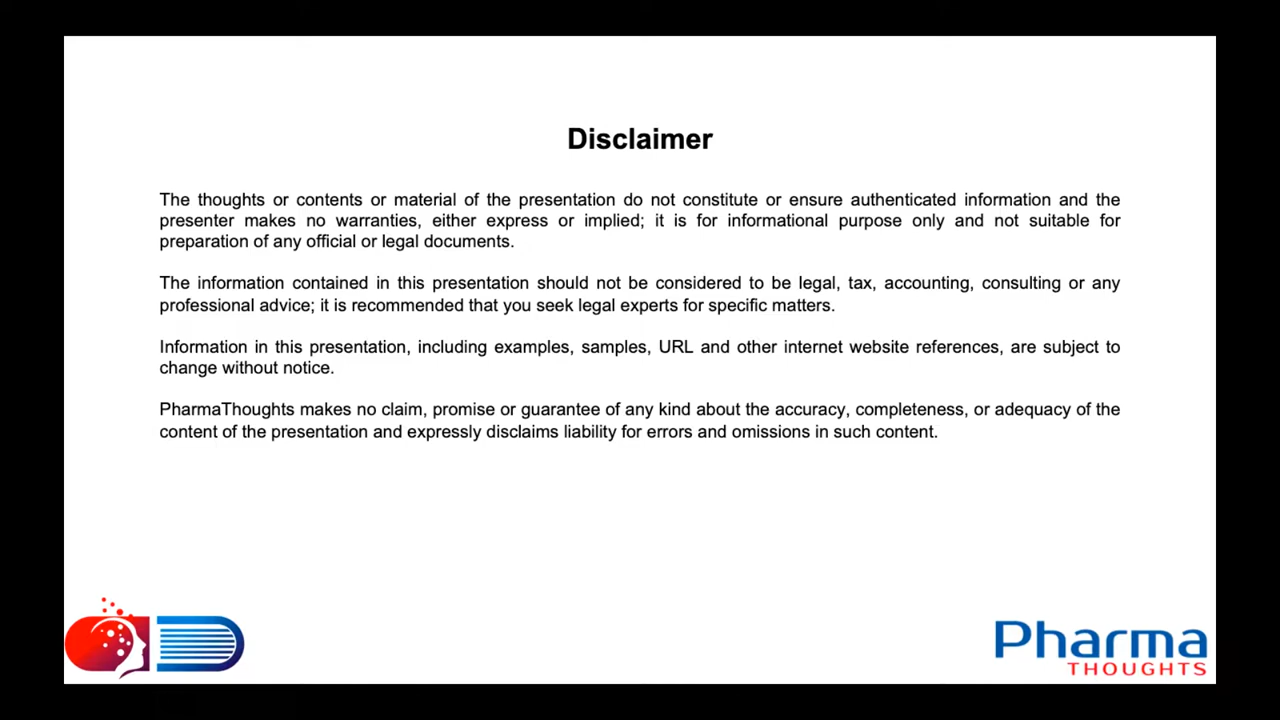 Disclaimer
The thoughts or contents or material of the presentation do not constitute or ensure authenticated information and the
presenter makes no warranties, either express or implied; it is for informational purpose only and not suitable for
preparation of any official or legal documents.
The information contained in this presentation should not be considered to be legal, tax, accounting, consulting or any
professional advice; it is recommended that you seek legal experts for specific matters.
Information in this presentation, including examples, samples, URL and other internet website references, are subject to
change without notice.
PharmaThoughts makes no claim, promise or guarantee of any kind about the accuracy, completeness, or adequacy of the
content of the presentation and expressly disclaims liability for errors and omissions in such content.
Pharma
THOUGHTS